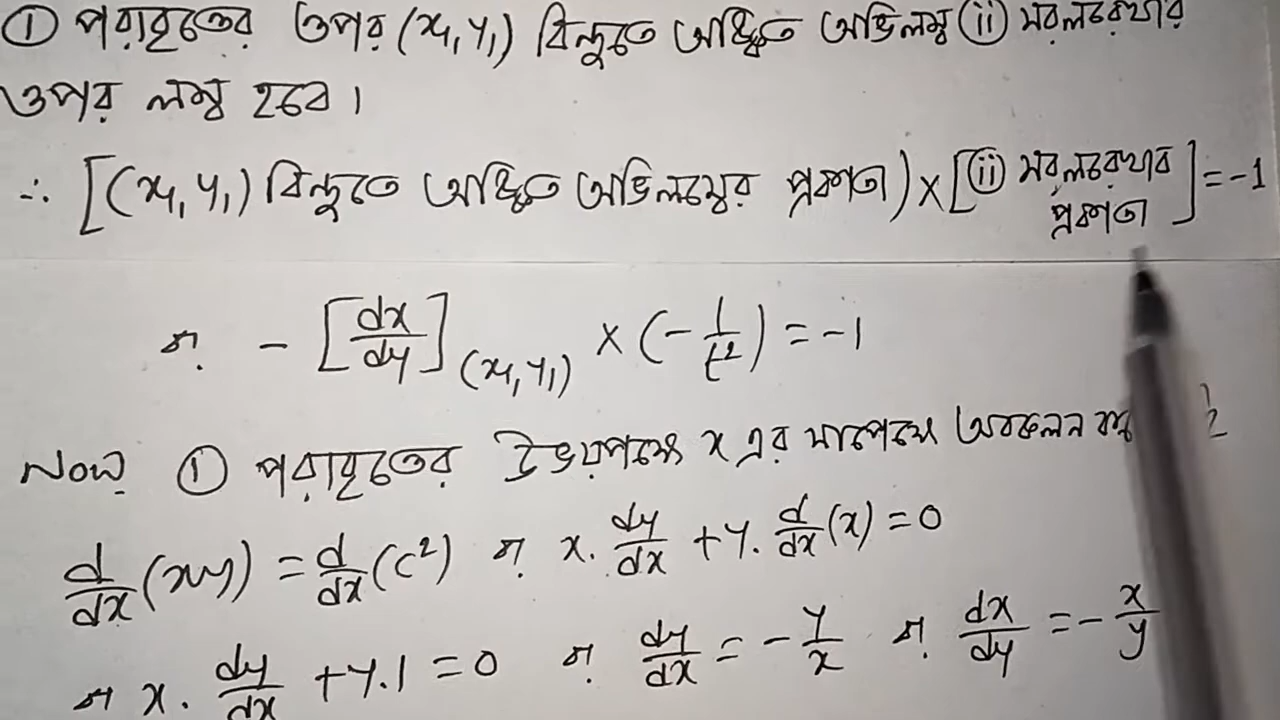 ① পরাবৃত্তের ওপর (x₁, y₁) বিন্দুতে অঙ্কিত অভিলম্ব ⓘⓘ সরলরেখার
ওপর লম্ব হবে।
∴ [(x₁, y₁) বিন্দুতে অঙ্কিত অভিলম্বের প্রবণতা) × [ⓘⓘ সরলরেখার প্রবণতা] = -1
বা, - [dx/dy](x₁, y₁) × (- 1/t²) = -1
Now, ① পরাবৃত্তের উভয়পক্ষে x এর সাপেক্ষে অবকলন
d/dx (xy) = d/dx (c²) বা, x. dy/dx + y. d/dx (x) = 0
বা x. dy/dx + y.1 = 0 বা, dy/dx = - y/x বা, dx/dy = - x/y